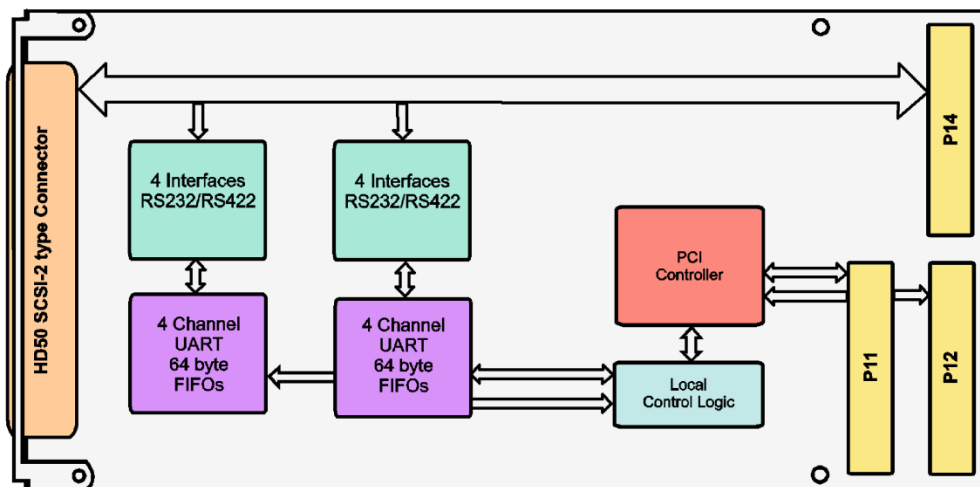 HD50 SCSI-2 type Connector
4 Interfaces
RS232/RS422
4 Interfaces
RS232/RS422
P14
PCI
Controller
4 Channel
UART
64 byte
FIFOs
4 Channel
UART
64 byte
FIFOs
Local
Control Logic
P11
P12